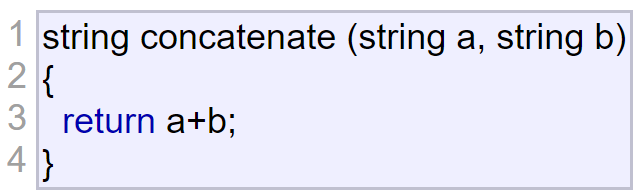 1 string concatenate (string a, string b)
2 {
3   return a+b;
4 }